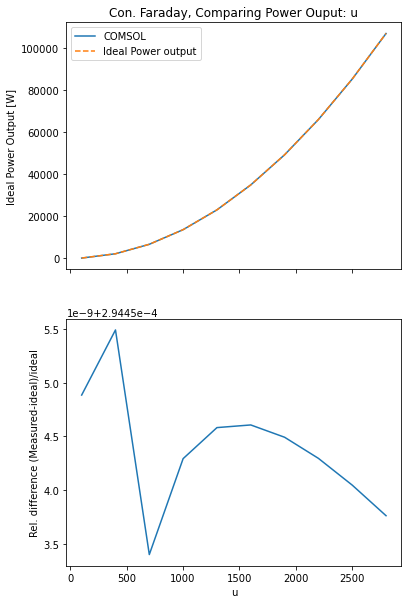 Con. Faraday, Comparing Power Ouput: u
COMSOL
Ideal Power output
100000
80000
60000
40000
20000
0
Ideal Power Output [W]
1e−9+2.9445e−4
5.5
5.0
4.5
4.0
3.5
Rel. difference (Measured-ideal)/ideal
0 500 1000 1500 2000 2500
u